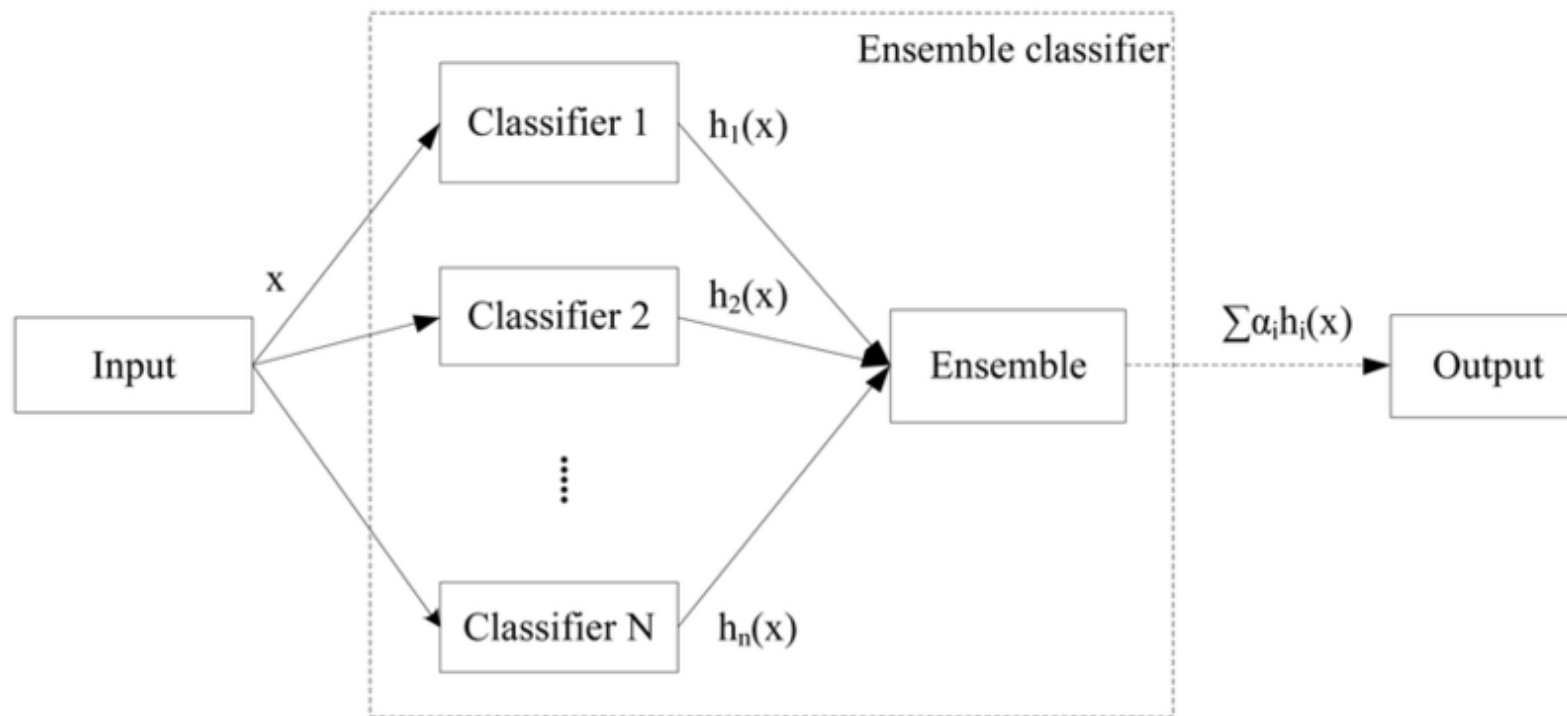 Ensemble classifier
Classifier 1
h₁(x)
x
Classifier 2
h₂(x)
Input
Ensemble
∑αᵢhᵢ(x)
Output
Classifier N
hₙ(x)